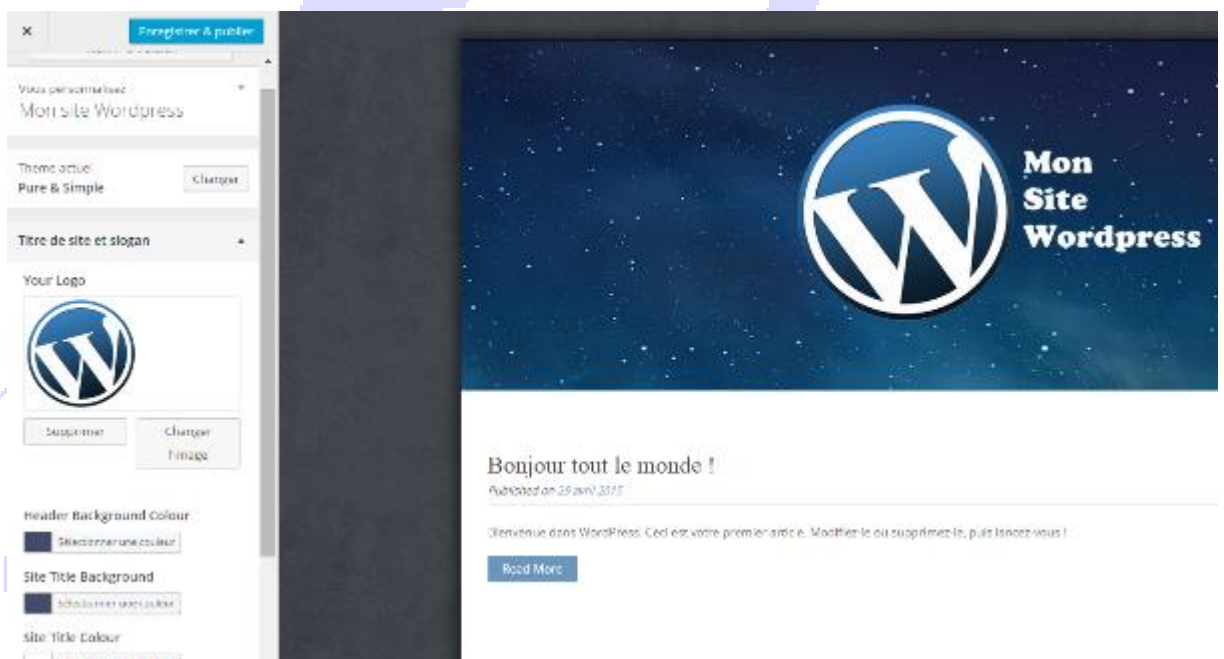 ×
Enregistrer & publier
Vous personnalisez
Mon site Wordpress
Thème actuel
Pure & Simple
Changer
Titre de site et slogan
Your Logo
Supprimer
Changer
l'image
Header Background Colour
Sélectionner une couleur
Site Title Background
Sélectionner une couleur
Site Title Colour
Mon
Site
Wordpress
Bonjour tout le monde !
Published on 29 avril 2015
Bienvenue dans WordPress. Ceci est votre premier article. Modifiez-le ou supprimez-le, puis lancez-vous !
Read More